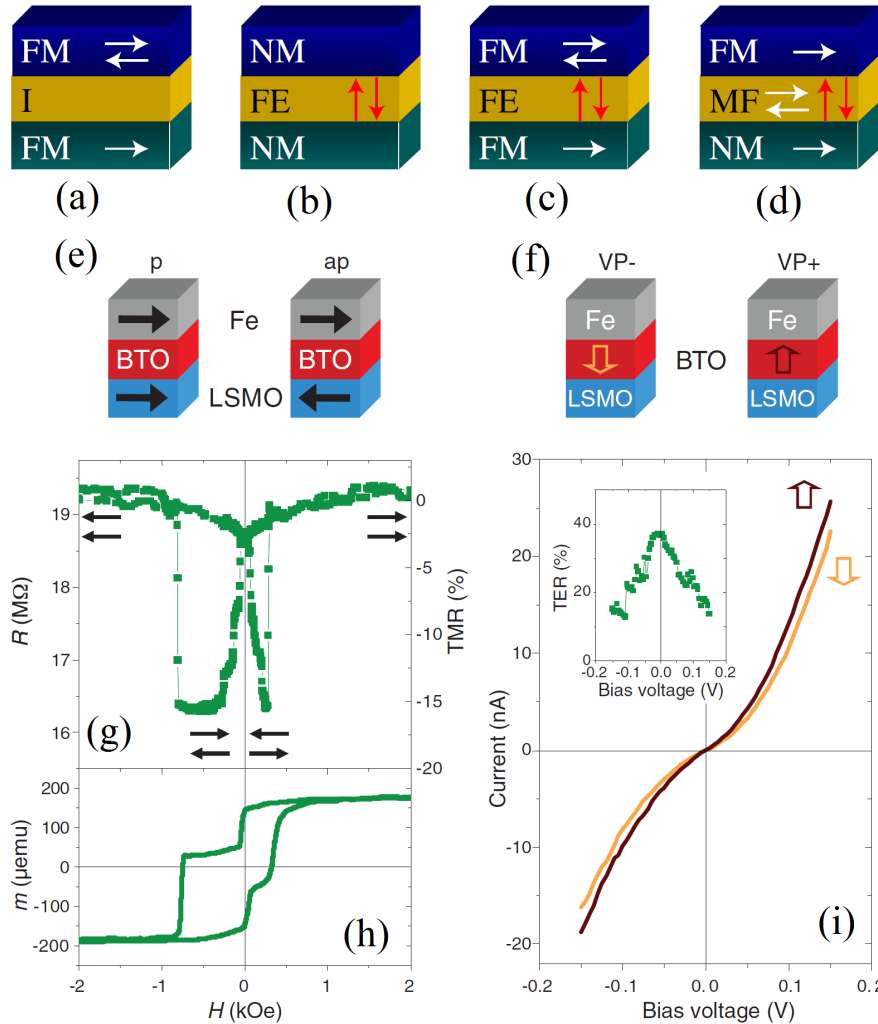 FM NM FM FM
I FE FE MF
FM NM FM NM
(a) (b) (c) (d)
(e) p ap
Fe
BTO BTO
LSMO
(f) VP- VP+
Fe Fe
BTO
LSMO LSMO
19
18
17
16
R (MΩ)
0
-5
-10
-15
-20
TMR (%)
(g)
200
100
0
-100
-200
m (μemu)
(h)
-2 -1 0 1 2
H (kOe)
30
20
10
0
-10
-20
Current (nA)
40
20
0
TER (%)
-0.2 0.0 0.2
Bias voltage (V)
(i)
-0.2 -0.1 0.0 0.1 0.2
Bias voltage (V)